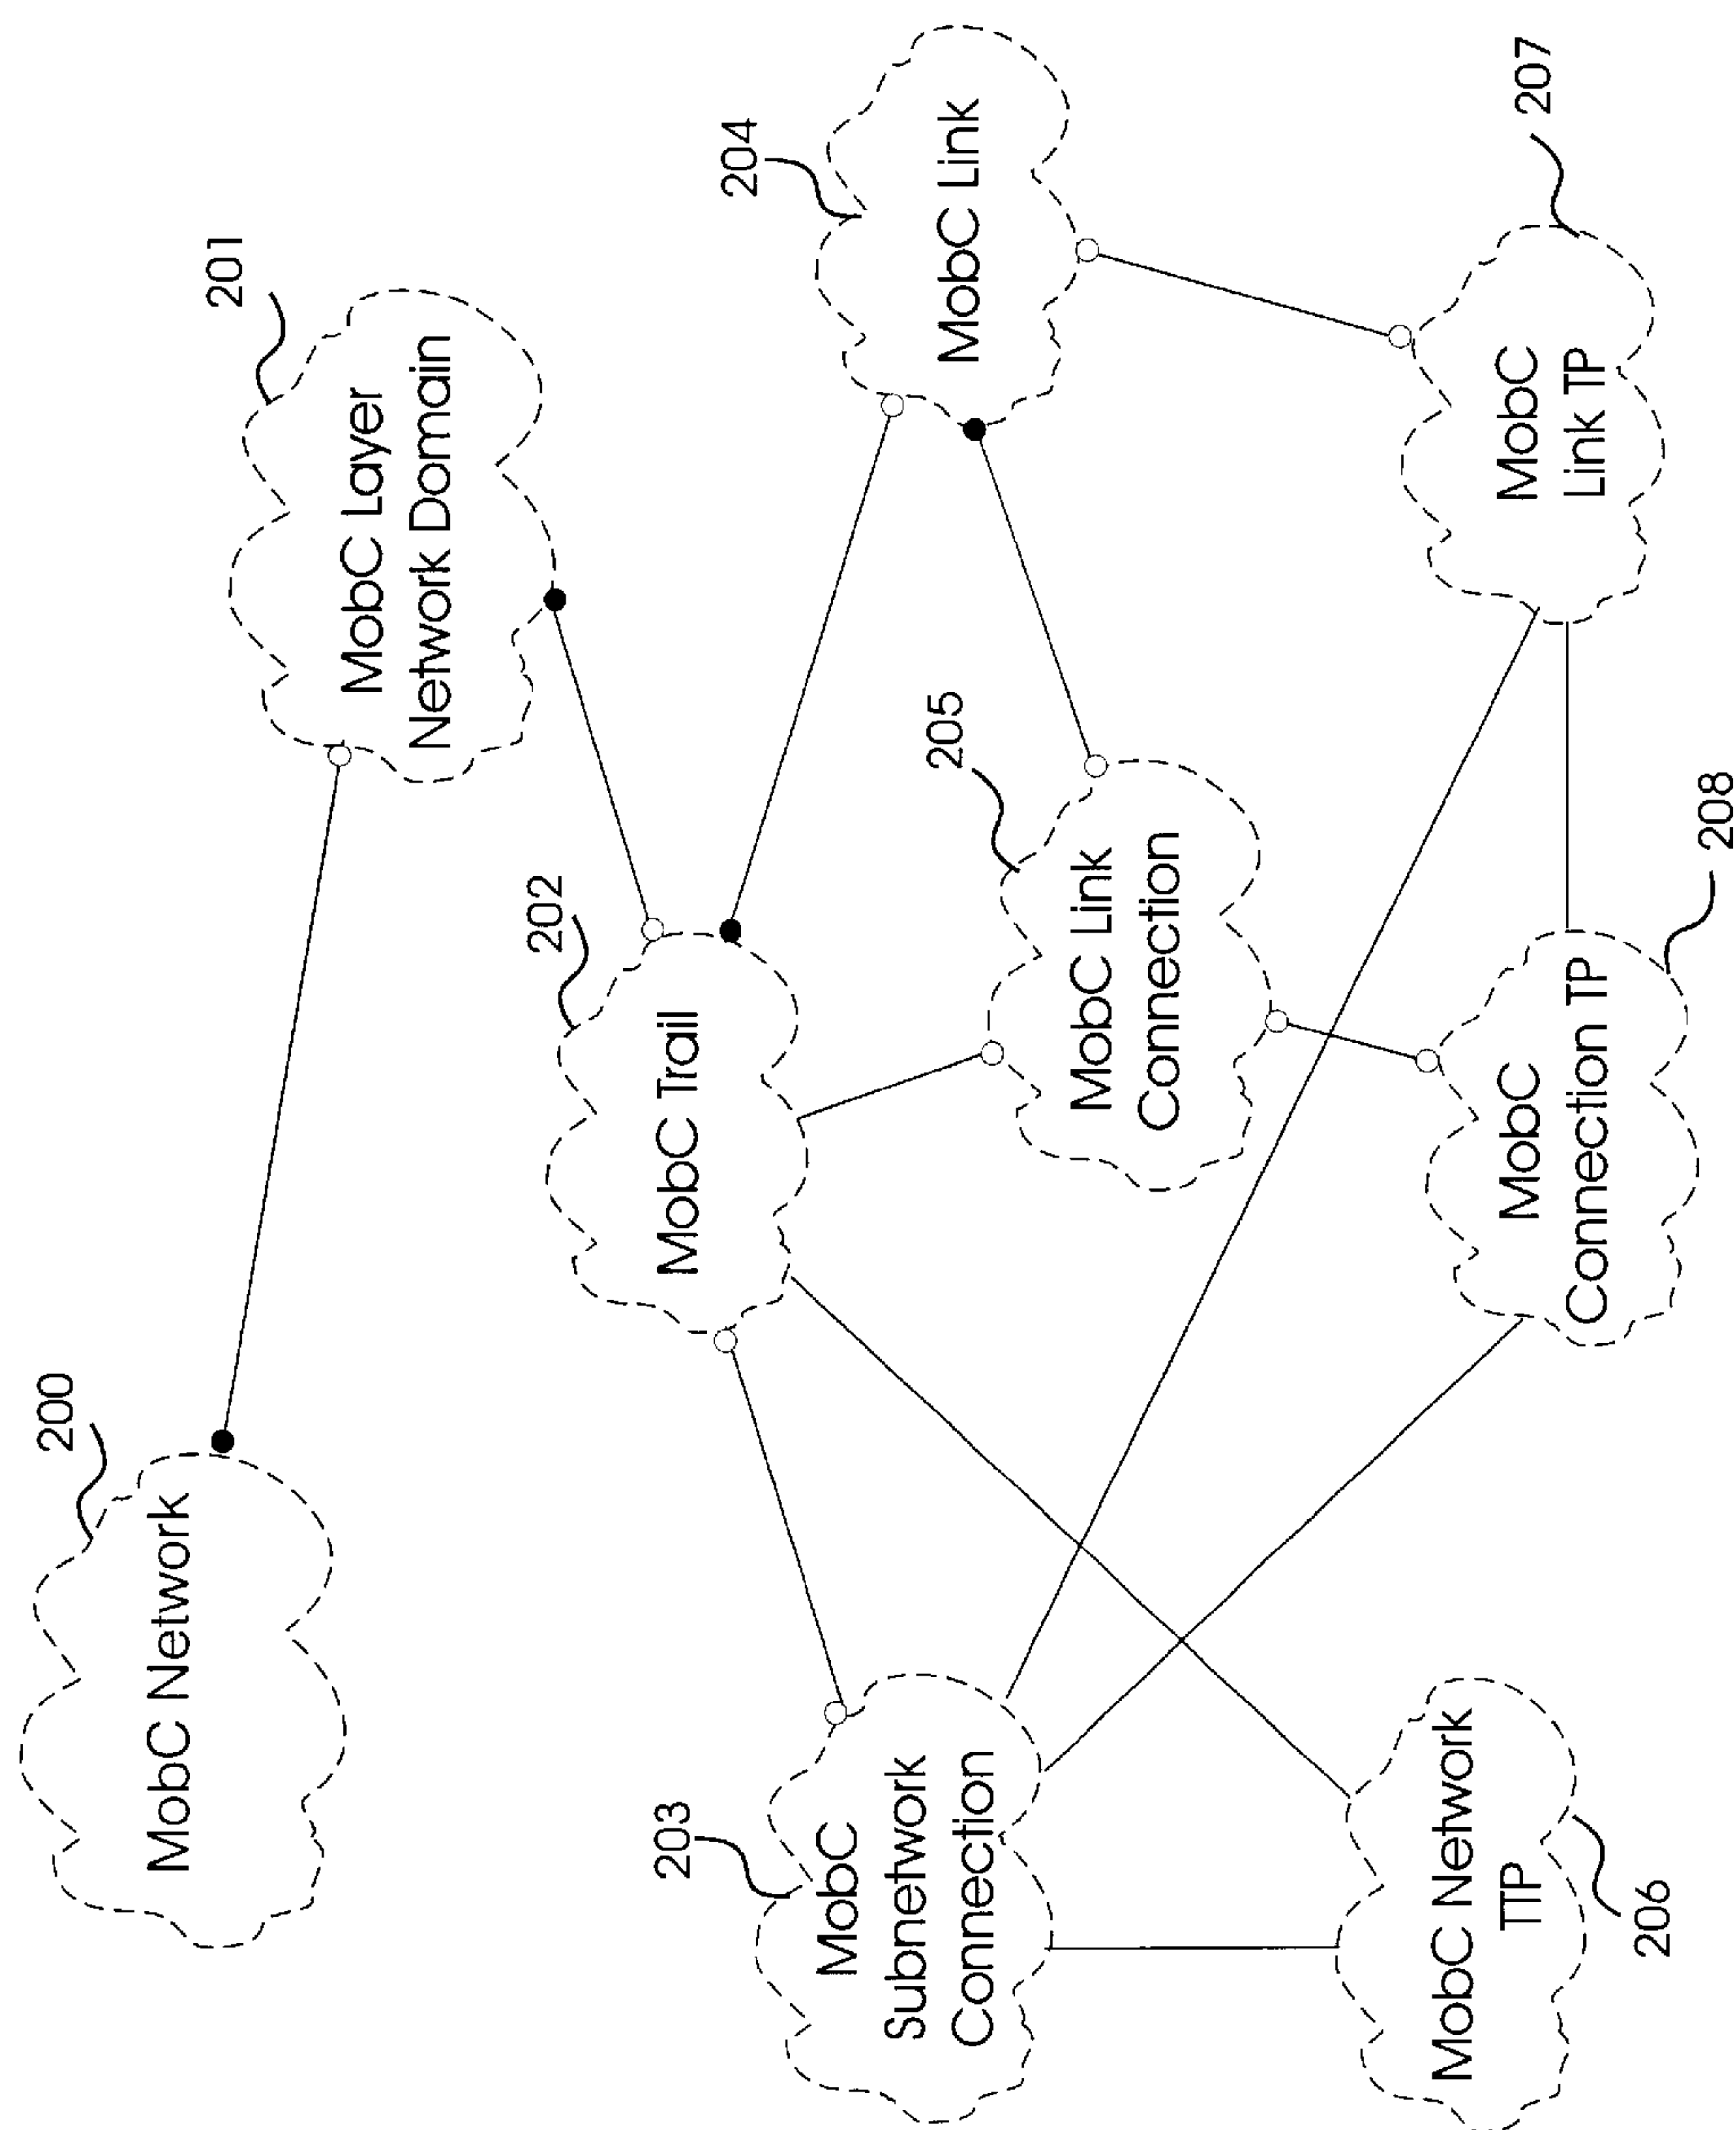 200
MobC Network
201
MobC Layer
Network Domain
202
MobC Trail
203
MobC
Subnetwork
Connection
204
MobC Link
205
MobC Link
Connection
MobC Network
TTP
206
MobC
Connection TP
208
MobC
Link TP
207